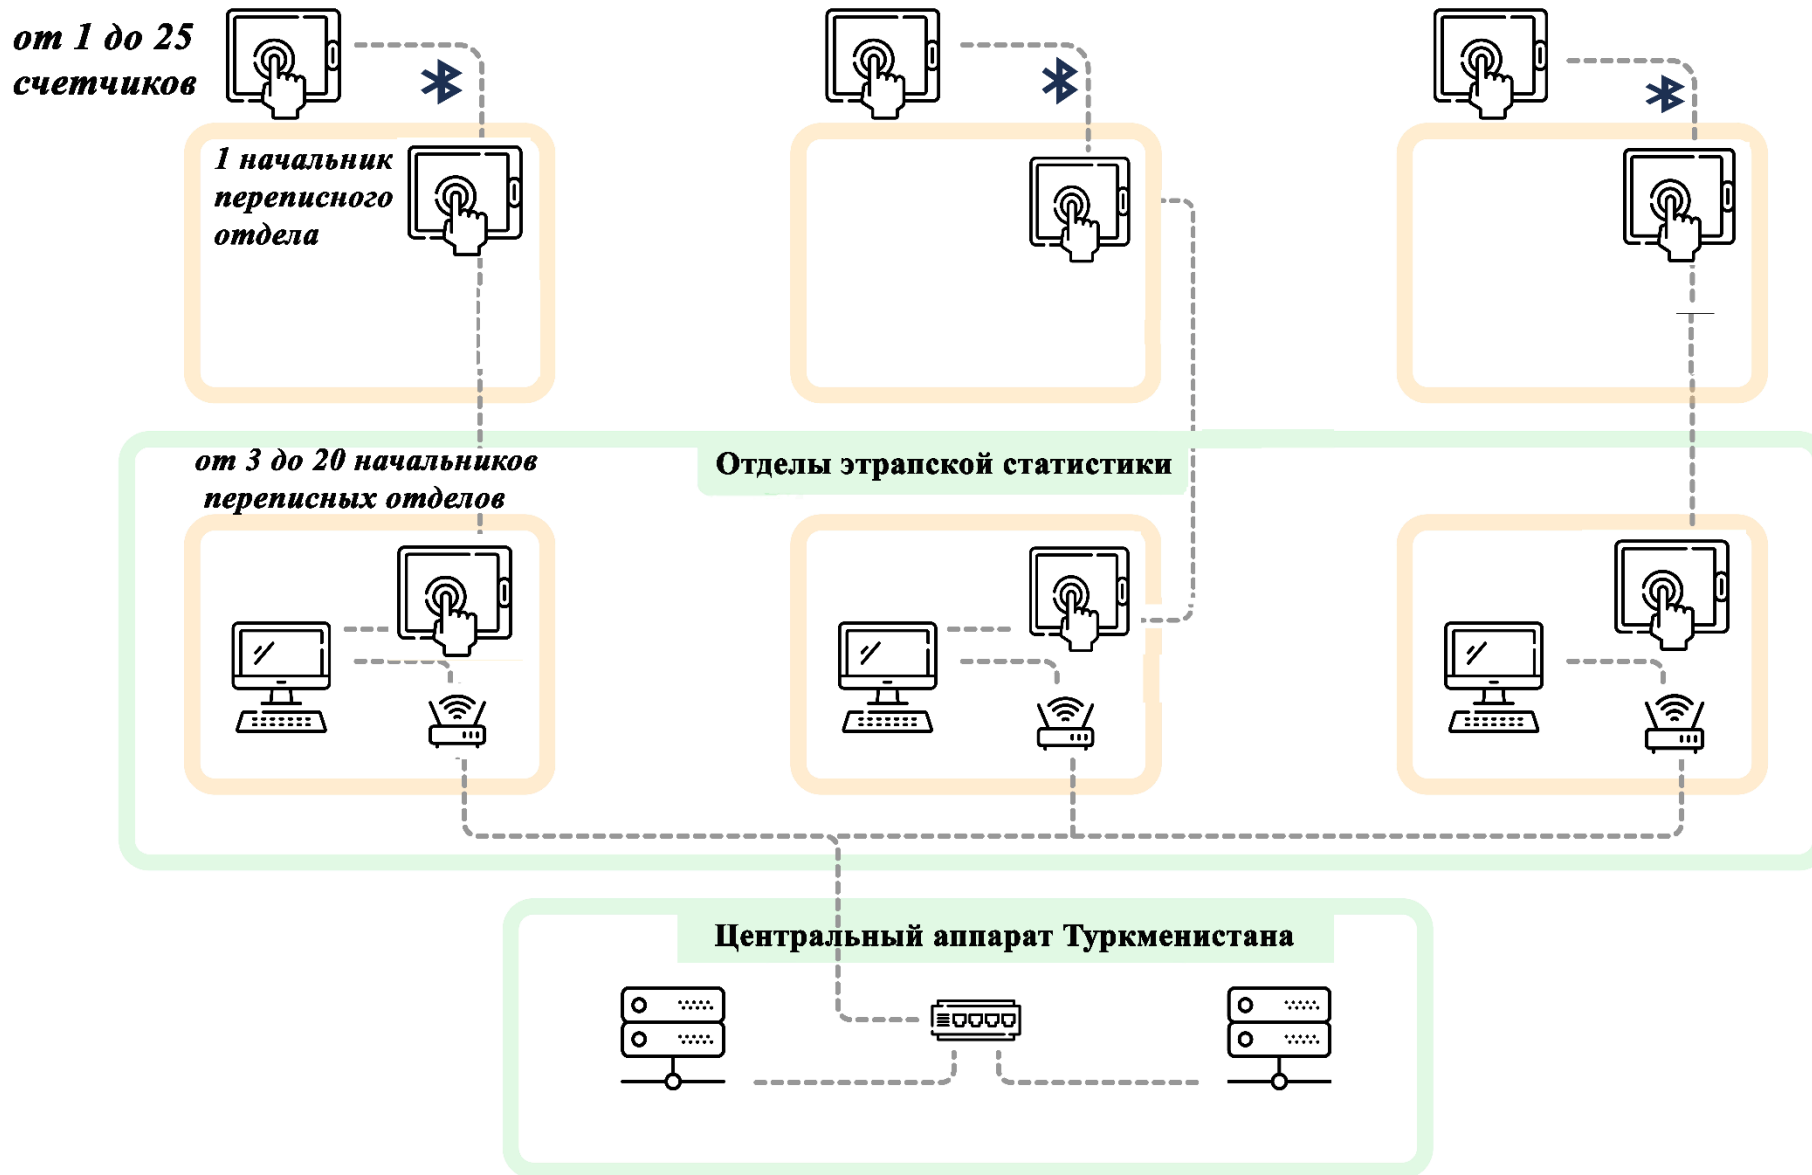 от 1 до 25
счетчиков
1 начальник
переписного
отдела
от 3 до 20 начальников
переписных отделов
Отделы этрапской статистики
Центральный аппарат Туркменистана